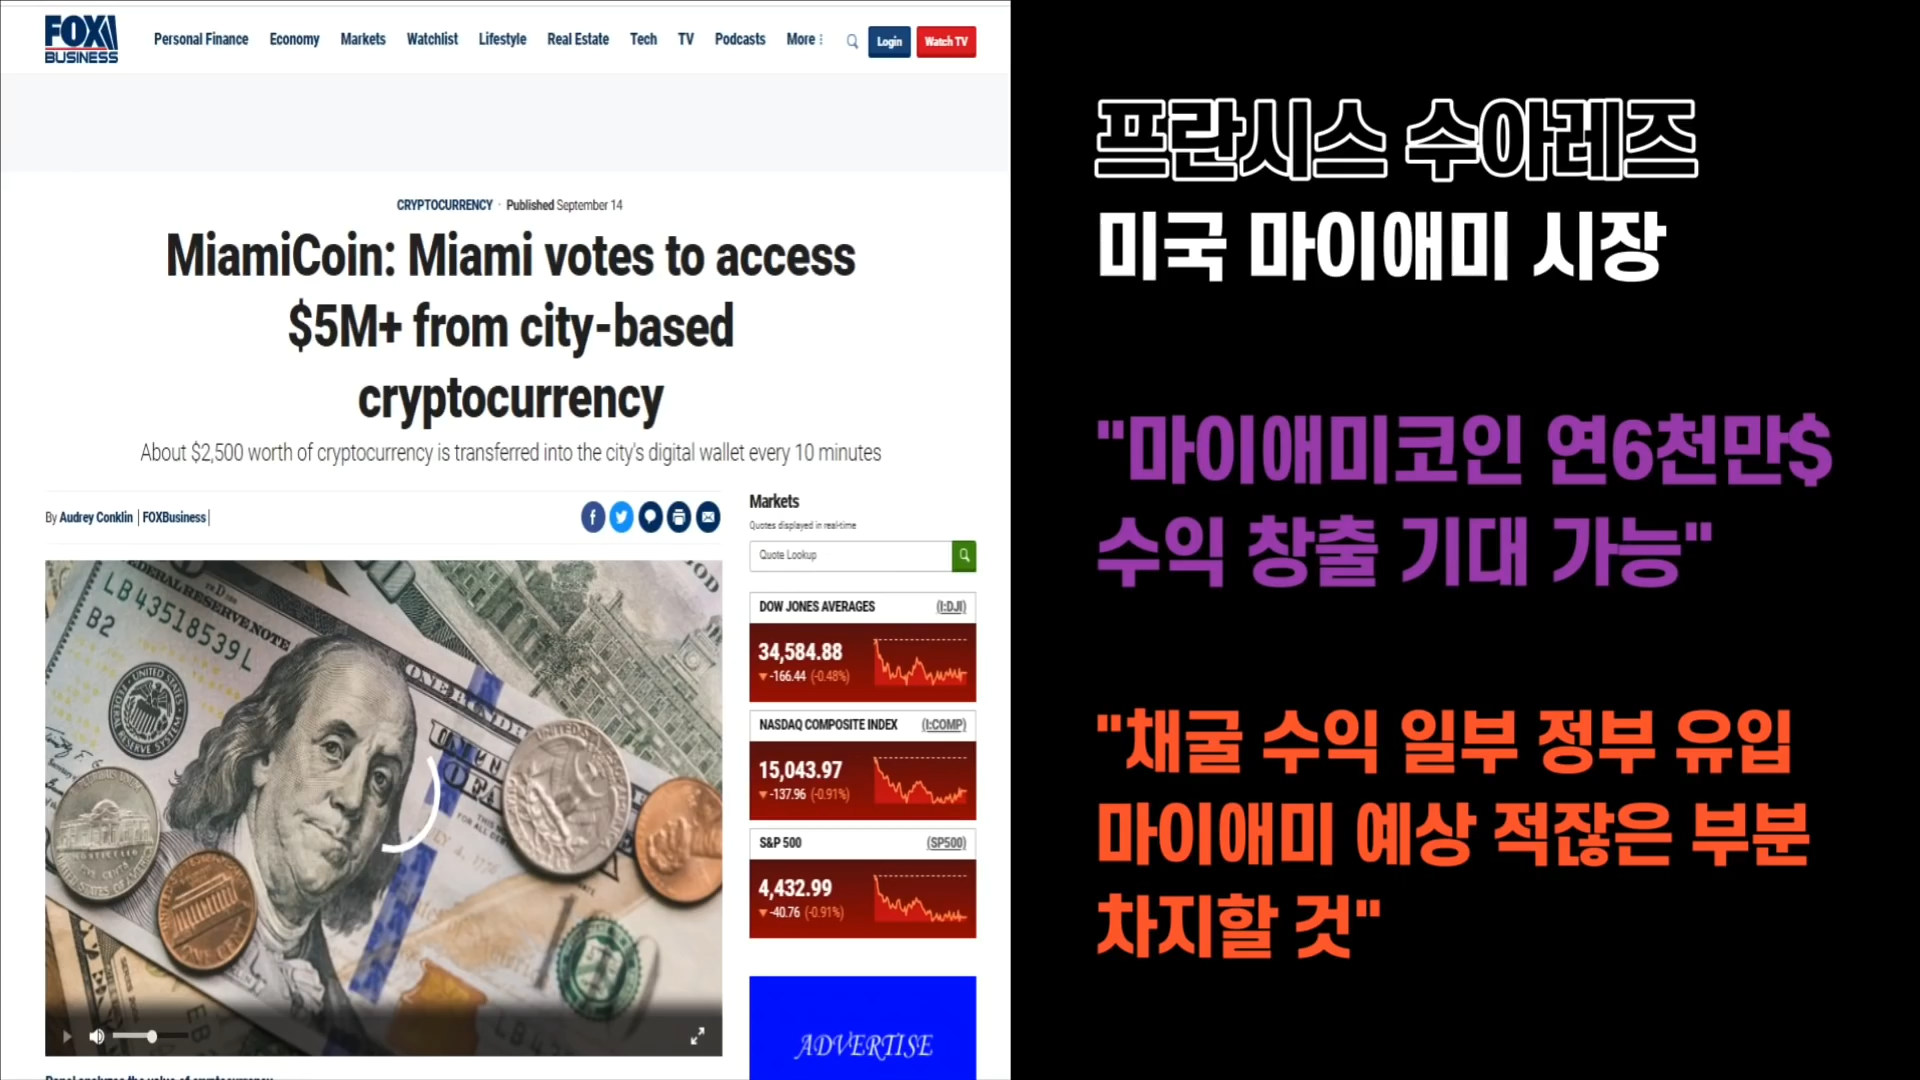 FOX
BUSINESS
Personal Finance Economy Markets Watchlist Lifestyle Real Estate Tech TV Podcasts More Login Watch TV
CRYPTOCURRENCY · Published September 14
MiamiCoin: Miami votes to access
$5M+ from city-based
cryptocurrency
About $2,500 worth of cryptocurrency is transferred into the city's digital wallet every 10 minutes
By Audrey Conklin | FOXBusiness|
Markets
Quotes displayed in real-time
Quote Lookup
DOW JONES AVERAGES (I:DJI)
34,584.88
▼-166.44 (-0.48%)
NASDAQ COMPOSITE INDEX (I:COMP)
15,043.97
▼-137.96 (-0.91%)
S&P 500 (SP500)
4,432.99
▼-40.76 (-0.91%)
ADVERTISE
FEDERAL RESERVE NOTE
LB43518539L
B2
프란시스 수아레즈
미국 마이애미 시장
"마이애미코인 연6천만$
수익 창출 기대 가능"
"채굴 수익 일부 정부 유입
마이애미 예상 적잖은 부분
차지할 것"